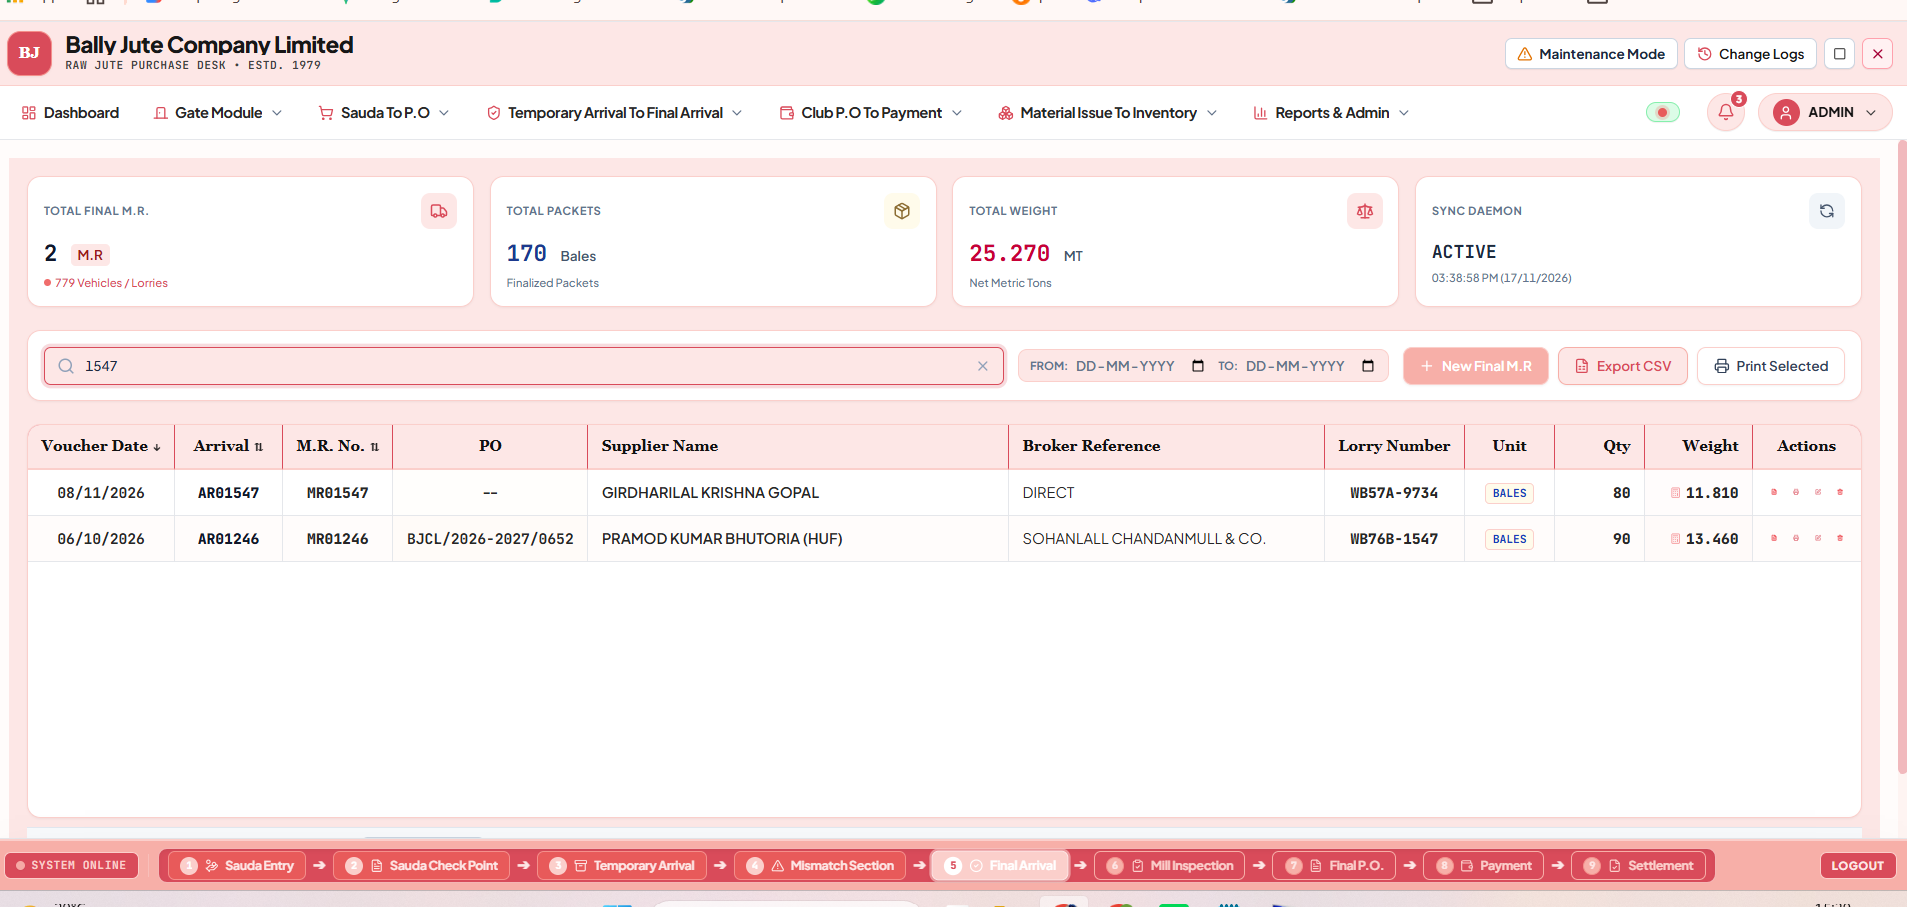 BJ
Bally Jute Company Limited
RAW JUTE PURCHASE DESK • ESTD. 1979
Maintenance Mode
Change Logs
Dashboard
Gate Module
Sauda To P.O
Temporary Arrival To Final Arrival
Club P.O To Payment
Material Issue To Inventory
Reports & Admin
3
ADMIN
TOTAL FINAL M.R.
2 M.R
779 Vehicles / Lorries
TOTAL PACKETS
170 Bales
Finalized Packets
TOTAL WEIGHT
25.270 MT
Net Metric Tons
SYNC DAEMON
ACTIVE
03:38:58 PM (17/11/2026)
1547
FROM: DD-MM-YYYY TO: DD-MM-YYYY
+ New Final M.R
Export CSV
Print Selected
Voucher Date ↓ Arrival ⇅ M.R. No. ⇅ PO Supplier Name Broker Reference Lorry Number Unit Qty Weight Actions
08/11/2026 AR01547 MR01547 -- GIRDHARILAL KRISHNA GOPAL DIRECT WB57A-9734 BALES 80 11.810
06/10/2026 AR01246 MR01246 BJCL/2026-2027/0652 PRAMOD KUMAR BHUTORIA (HUF) SOHANLALL CHANDANMULL & CO. WB76B-1547 BALES 90 13.460
SYSTEM ONLINE
1 Sauda Entry → 2 Sauda Check Point → 3 Temporary Arrival → 4 Mismatch Section → 5 Final Arrival → 6 Mill Inspection → 7 Final P.O. → 8 Payment → 9 Settlement
LOGOUT